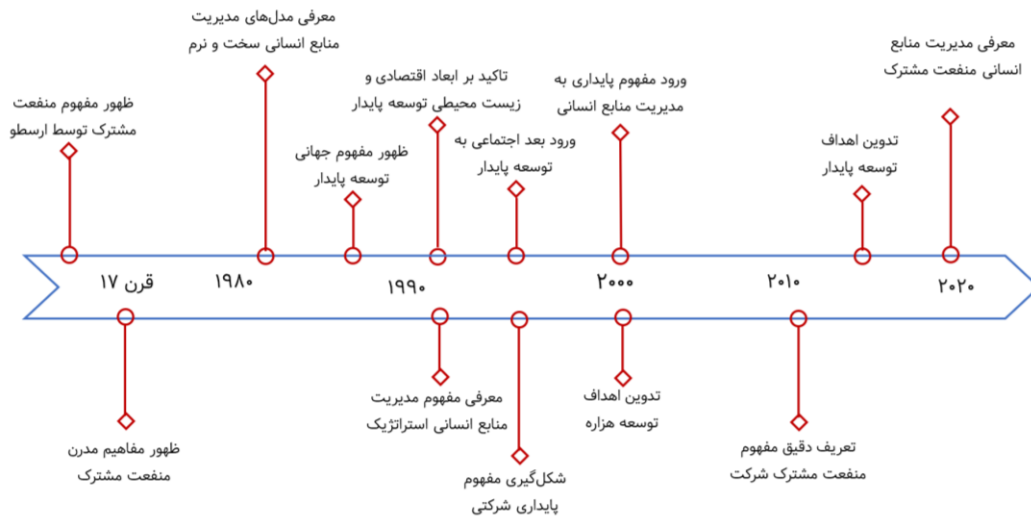 معرفی مدل‌های مدیریت
منابع انسانی سخت و نرم
معرفی مدیریت منابع
انسانی منفعت مشترک
تاکید بر ابعاد اقتصادی و
زیست محیطی توسعه پایدار
ورود مفهوم پایداری به
مدیریت منابع انسانی
ظهور مفهوم منفعت
مشترک توسط ارسطو
ورود بعد اجتماعی به
توسعه پایدار
تدوین اهداف
توسعه پایدار
ظهور مفهوم جهانی
توسعه پایدار
قرن ۱۷
۱۹۸۰
۱۹۹۰
۲۰۰۰
۲۰۱۰
۲۰۲۰
معرفی مفهوم مدیریت
منابع انسانی استراتژیک
تدوین اهداف
توسعه هزاره
ظهور مفاهیم مدرن
منفعت مشترک
تعریف دقیق مفهوم
منفعت مشترک شرکت
شکل‌گیری مفهوم
پایداری شرکتی